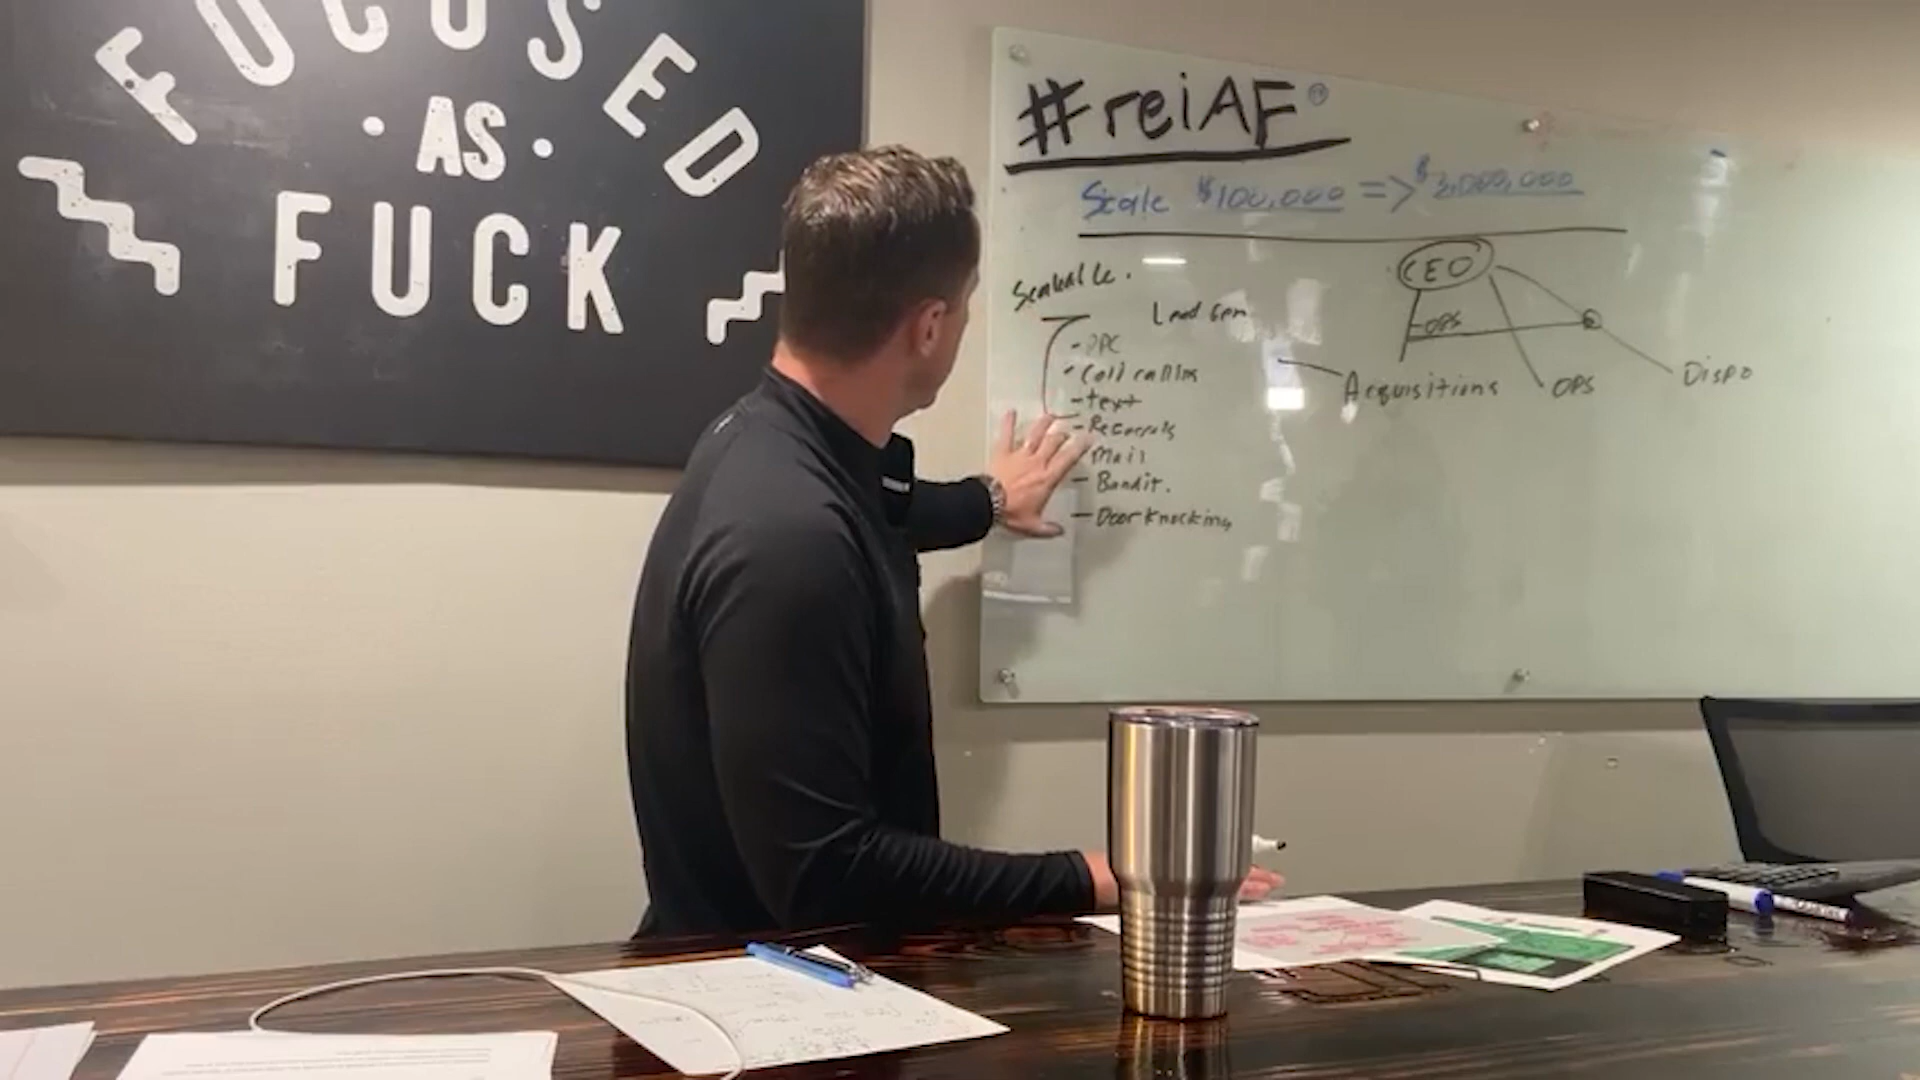 FOCUSED
• AS •
FUCK
#reiAF
Scale $100,000 => $2,000,000
Scalable.
Lead Gen
- PPC
- Cold calling
- text
- Referrals
- Mail
- Bandit.
- Door Knocking
CEO
OPS
Acquisitions
OPS
Dispo